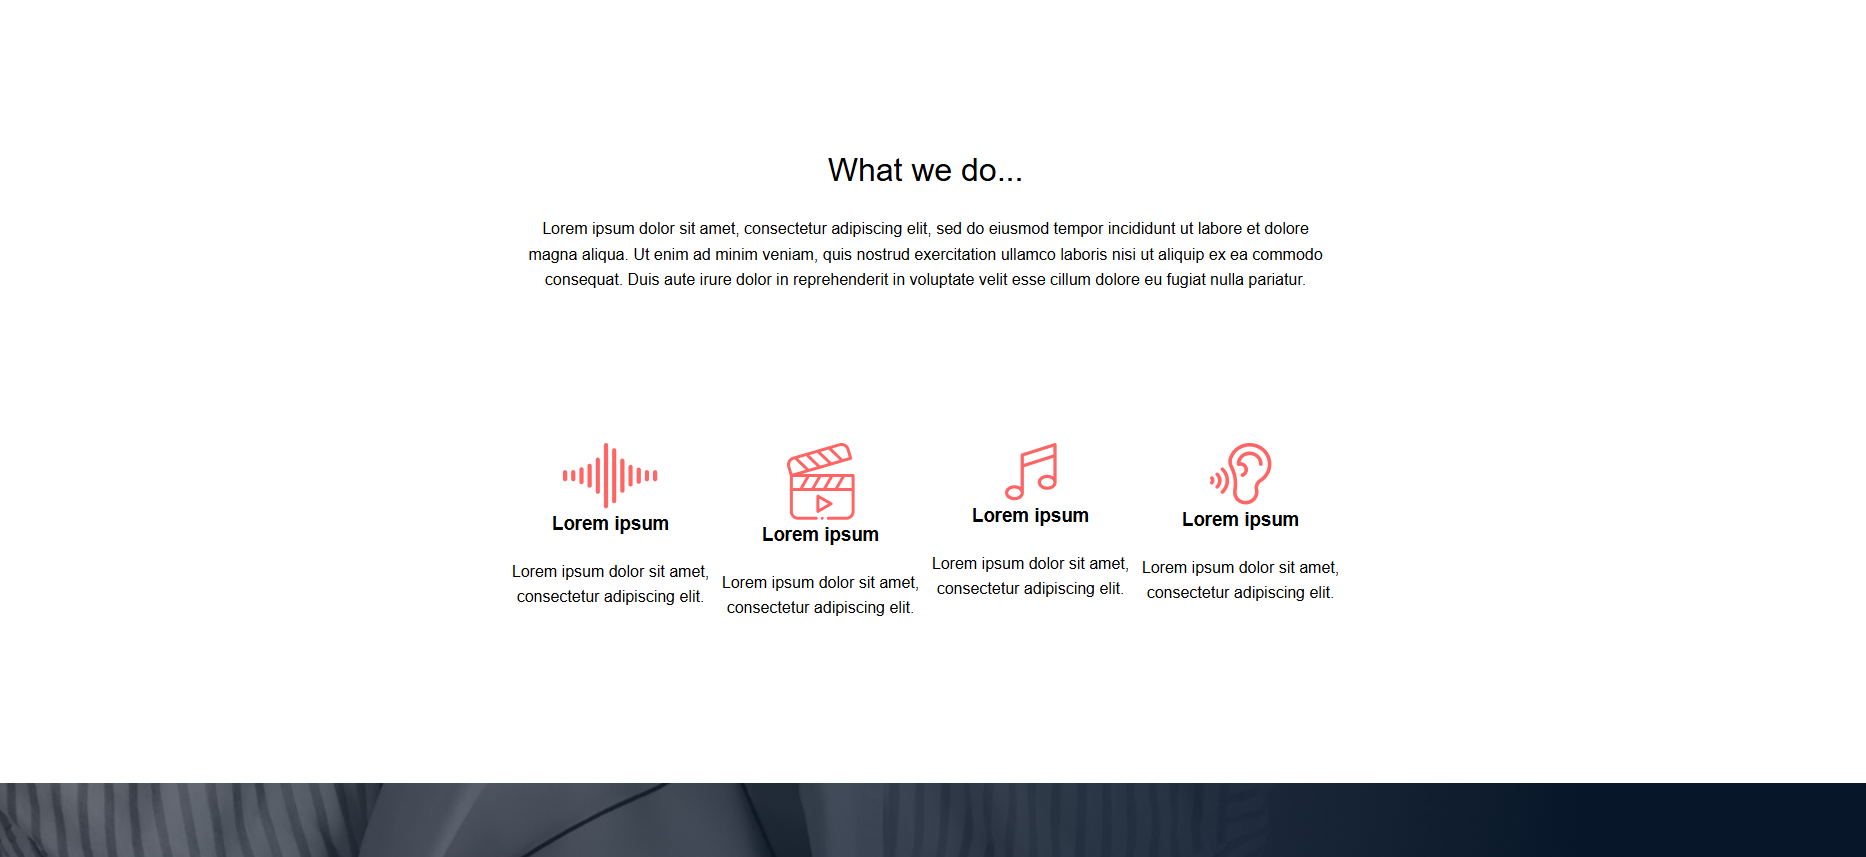 What we do...
Lorem ipsum dolor sit amet, consectetur adipiscing elit, sed do eiusmod tempor incididunt ut labore et dolore
magna aliqua. Ut enim ad minim veniam, quis nostrud exercitation ullamco laboris nisi ut aliquip ex ea commodo
consequat. Duis aute irure dolor in reprehenderit in voluptate velit esse cillum dolore eu fugiat nulla pariatur.
Lorem ipsum
Lorem ipsum dolor sit amet,
consectetur adipiscing elit.
Lorem ipsum
Lorem ipsum dolor sit amet,
consectetur adipiscing elit.
Lorem ipsum
Lorem ipsum dolor sit amet,
consectetur adipiscing elit.
Lorem ipsum
Lorem ipsum dolor sit amet,
consectetur adipiscing elit.